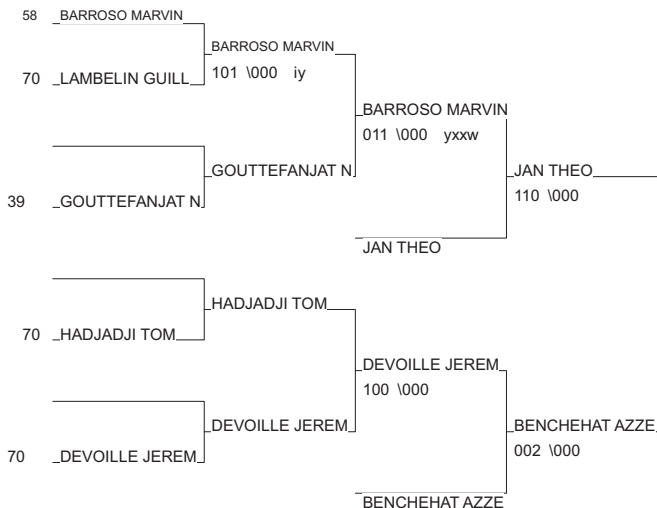 58 BARROSO MARVIN
BARROSO MARVIN
101 \000 iy
70 LAMBELIN GUILL
BARROSO MARVIN
011 \000 yxxw
GOUTTEFANJAT N
JAN THEO
110 \000
39 GOUTTEFANJAT N
JAN THEO
HADJADJI TOM
70 HADJADJI TOM
DEVOILLE JEREM
100 \000
DEVOILLE JEREM
BENCHEHAT AZZE
002 \000
70 DEVOILLE JEREM
BENCHEHAT AZZE